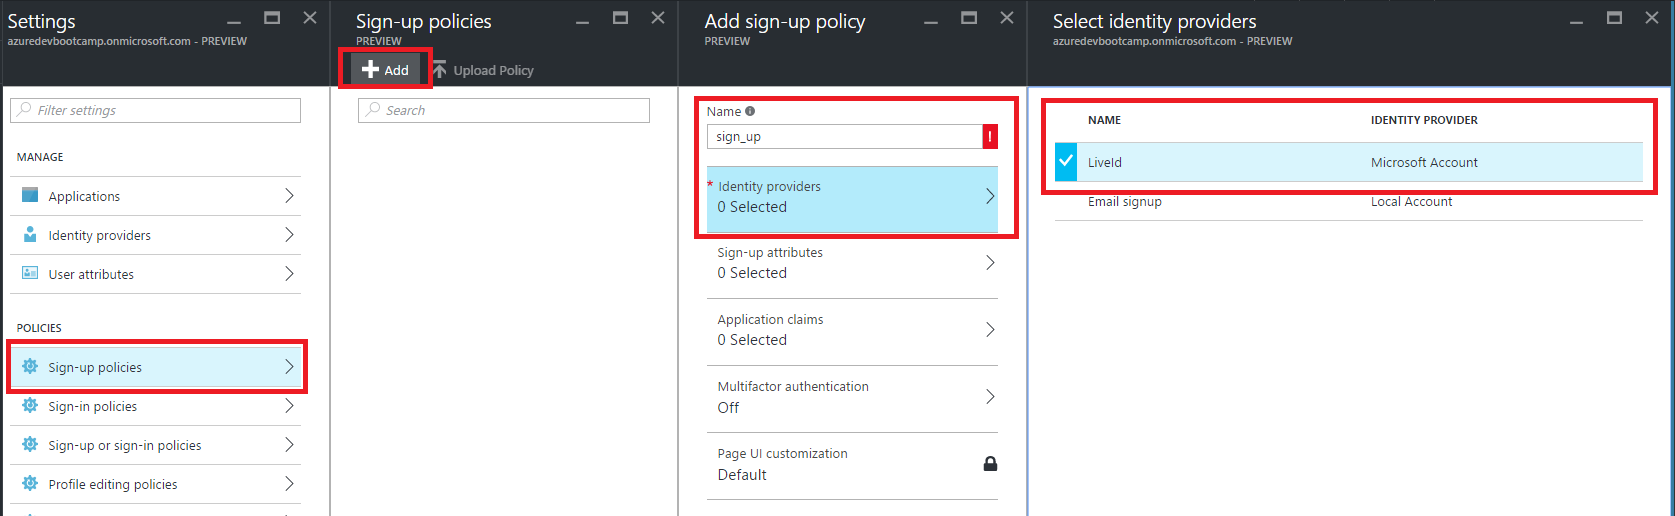 Settings
azuredevbootcamp.onmicrosoft.com - PREVIEW
Filter settings
MANAGE
Applications
Identity providers
User attributes
POLICIES
Sign-up policies
Sign-in policies
Sign-up or sign-in policies
Profile editing policies
Sign-up policies
PREVIEW
Add
Upload Policy
Search
Add sign-up policy
PREVIEW
Name
sign_up
!
* Identity providers
0 Selected
Sign-up attributes
0 Selected
Application claims
0 Selected
Multifactor authentication
Off
Page UI customization
Default
Select identity providers
azuredevbootcamp.onmicrosoft.com - PREVIEW
NAME IDENTITY PROVIDER
LiveId Microsoft Account
Email signup Local Account